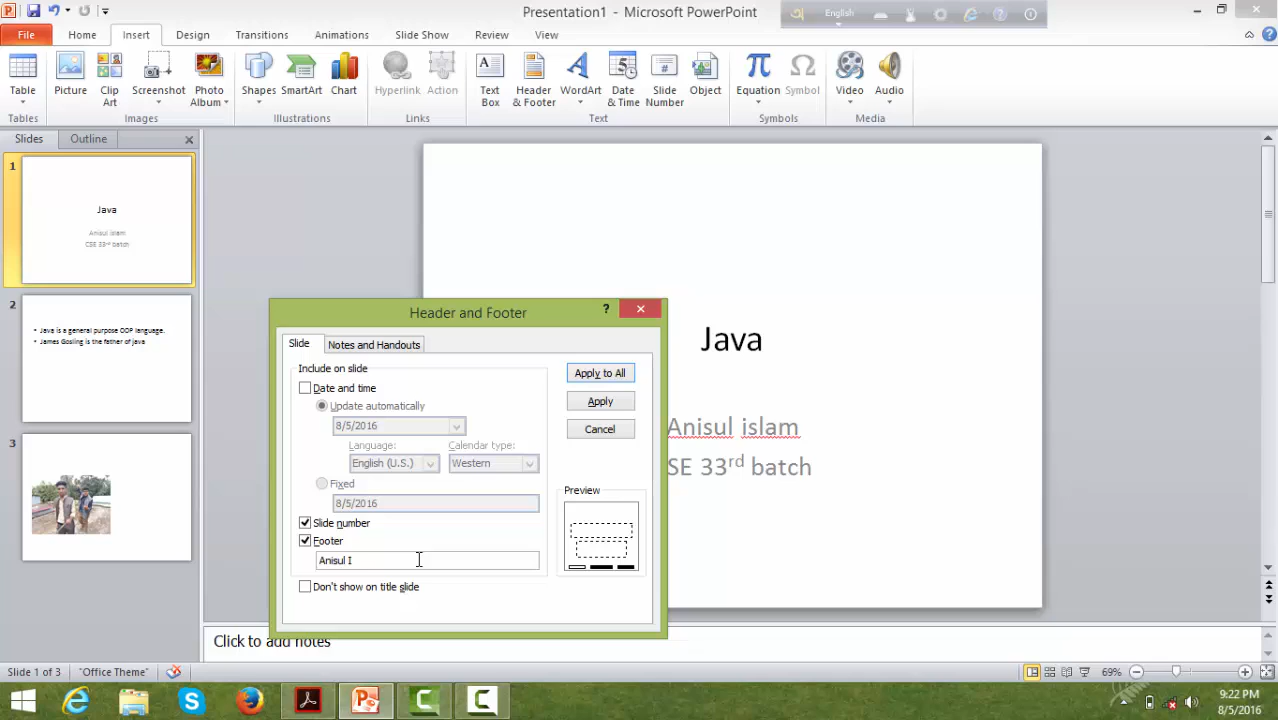 Presentation1 - Microsoft PowerPoint
English
File Home Insert Design Transitions Animations Slide Show Review View
Table Picture Clip Art Screenshot Photo Album Shapes SmartArt Chart Hyperlink Action Text Box Header & Footer WordArt Date & Time Slide Number Object Equation Symbol Video Audio
Tables Images Illustrations Links Text Symbols Media
Slides Outline
1
Java
Anisul islam
CSE 33rd batch
2
• Java is a general purpose OOP language.
• James Gosling is the father of java
3
Java
Anisul islam
SE 33rd batch
Header and Footer
Slide Notes and Handouts
Include on slide
Date and time
Update automatically
8/5/2016
Language: Calendar type:
English (U.S.) Western
Fixed
8/5/2016
Slide number
Footer
Anisul I
Don't show on title slide
Apply to All
Apply
Cancel
Preview
Click to add notes
Slide 1 of 3 "Office Theme" 69%
9:22 PM
8/5/2016